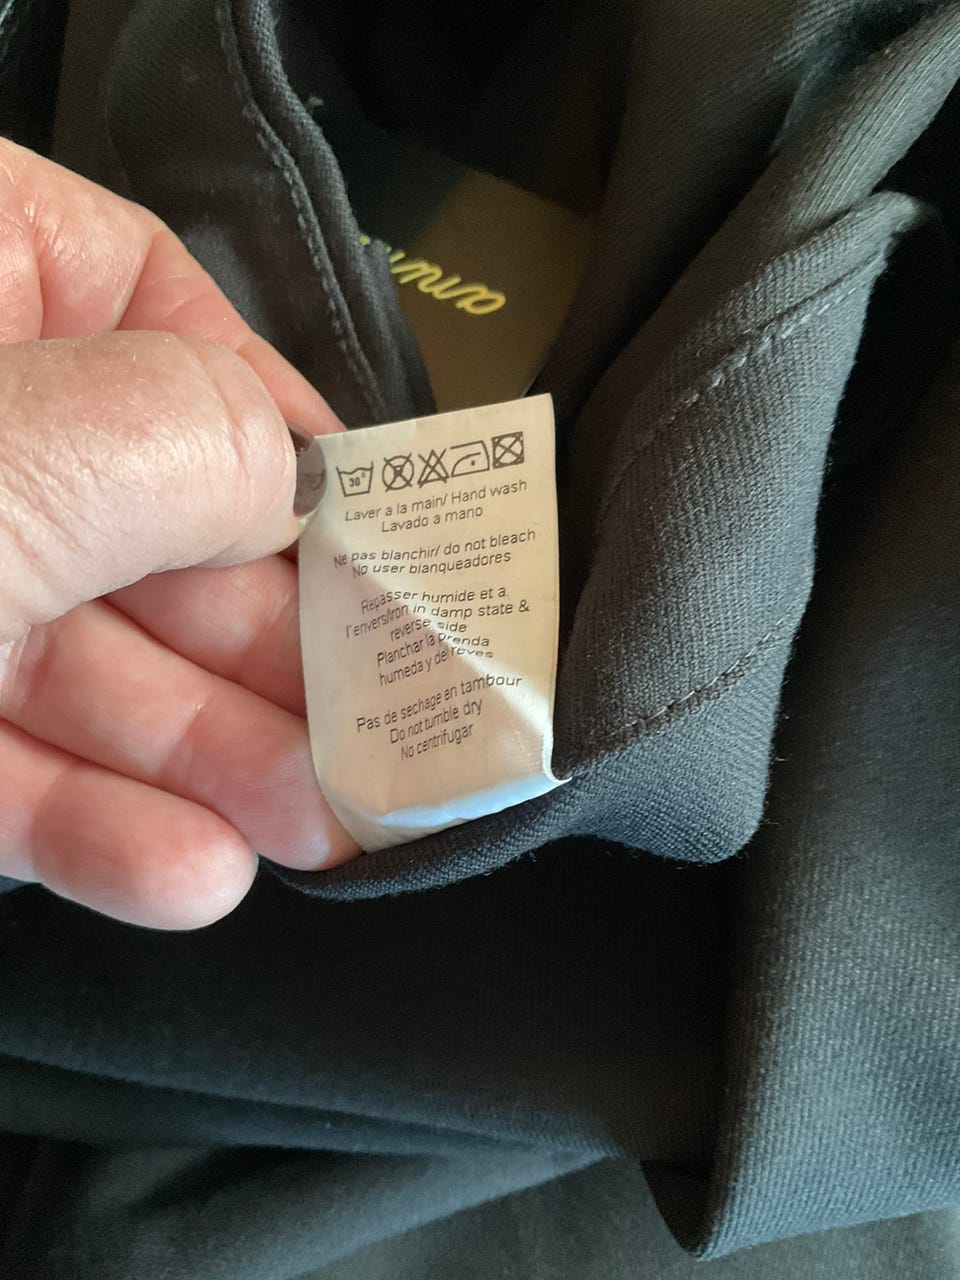 30°
Laver a la main/ Hand wash
Lavado a mano
Ne pas blanchir/ do not bleach
No user blanqueadores
Repasser humide et a
l'envers/Iron in damp state &
reverse side
Planchar la prenda
humeda y del reves
Pas de sechage en tambour
Do not tumble dry
No centrifugar